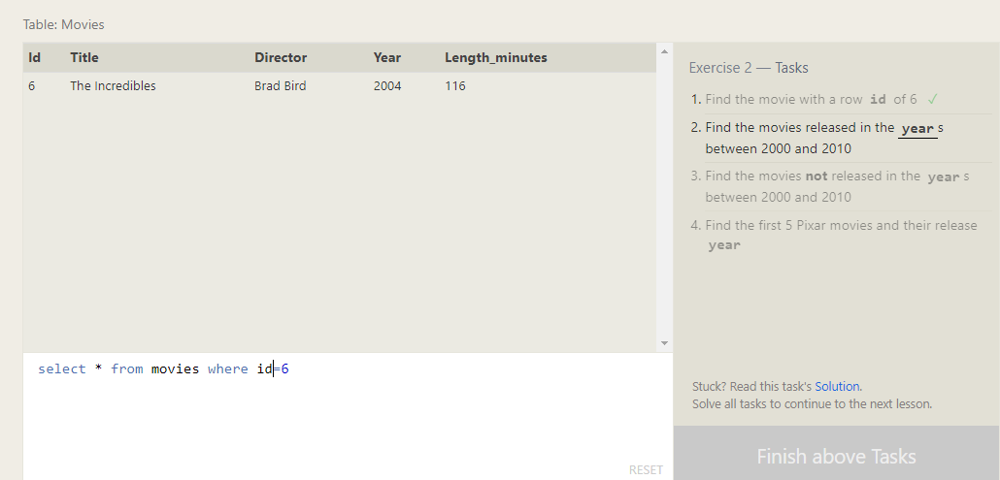 Table: Movies
Id Title Director Year Length_minutes
6 The Incredibles Brad Bird 2004 116
select * from movies where id=6
RESET
Exercise 2 — Tasks
1. Find the movie with a row id of 6 ✓
2. Find the movies released in the year s
between 2000 and 2010
3. Find the movies not released in the year s
between 2000 and 2010
4. Find the first 5 Pixar movies and their release
year
Stuck? Read this task's Solution.
Solve all tasks to continue to the next lesson.
Finish above Tasks